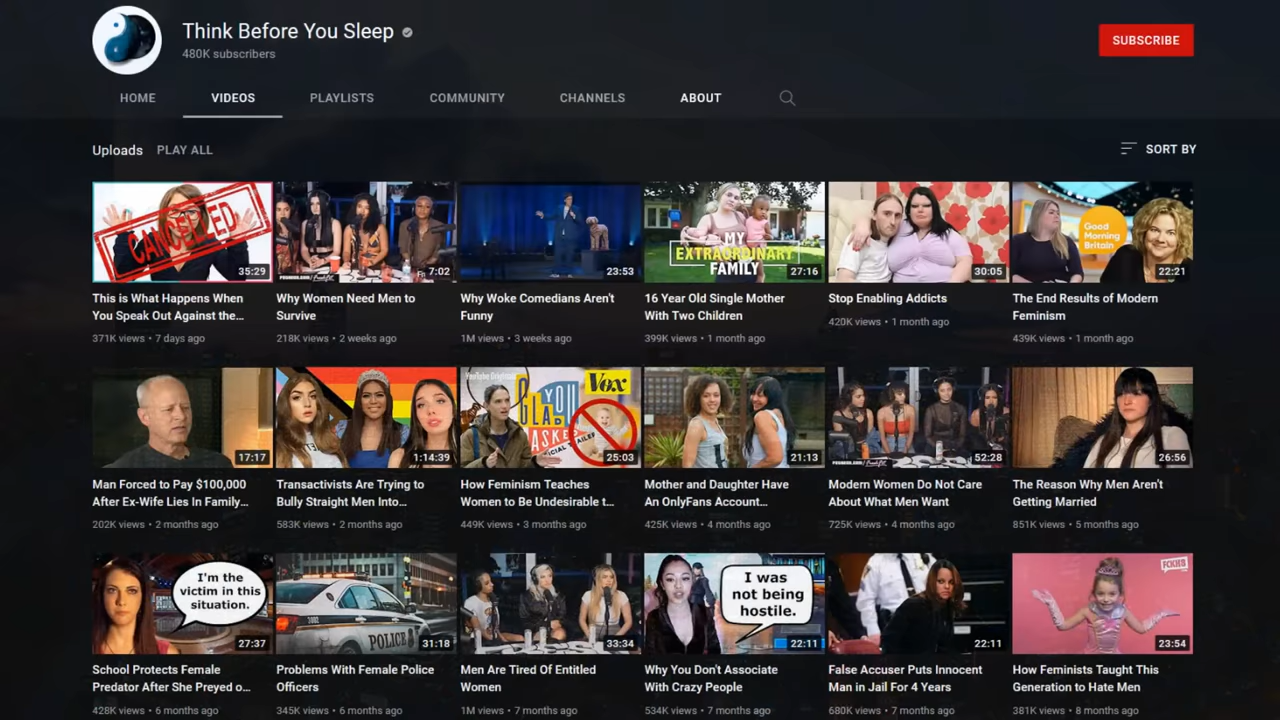 Think Before You Sleep
480K subscribers
SUBSCRIBE
HOME
VIDEOS
PLAYLISTS
COMMUNITY
CHANNELS
ABOUT
Uploads
PLAY ALL
SORT BY
CANCELLED
35:29
7:02
23:53
MY
EXTRAORDINARY
FAMILY
27:16
30:05
Good
Morning
Britain
22:21
This is What Happens When
You Speak Out Against the...
371K views • 7 days ago
Why Women Need Men to
Survive
218K views • 2 weeks ago
Why Woke Comedians Aren't
Funny
1M views • 3 weeks ago
16 Year Old Single Mother
With Two Children
399K views • 1 month ago
Stop Enabling Addicts
420K views • 1 month ago
The End Results of Modern
Feminism
439K views • 1 month ago
17:17
1:14:39
YouTube Originals
Vox
GLAD
YOU
ASKED
25:03
21:13
52:28
26:56
Man Forced to Pay $100,000
After Ex-Wife Lies In Family...
202K views • 2 months ago
Transactivists Are Trying to
Bully Straight Men Into...
583K views • 2 months ago
How Feminism Teaches
Women to Be Undesirable t...
449K views • 3 months ago
Mother and Daughter Have
An OnlyFans Account...
425K views • 4 months ago
Modern Women Do Not Care
About What Men Want
725K views • 4 months ago
The Reason Why Men Aren't
Getting Married
851K views • 5 months ago
I'm the
victim in this
situation.
27:37
POLICE
31:18
33:34
I was
not being
hostile.
22:11
22:11
FCKH8
23:54
School Protects Female
Predator After She Preyed o...
428K views • 6 months ago
Problems With Female Police
Officers
345K views • 6 months ago
Men Are Tired Of Entitled
Women
1M views • 7 months ago
Why You Don't Associate
With Crazy People
534K views • 7 months ago
False Accuser Puts Innocent
Man in Jail For 4 Years
680K views • 7 months ago
How Feminists Taught This
Generation to Hate Men
381K views • 8 months ago